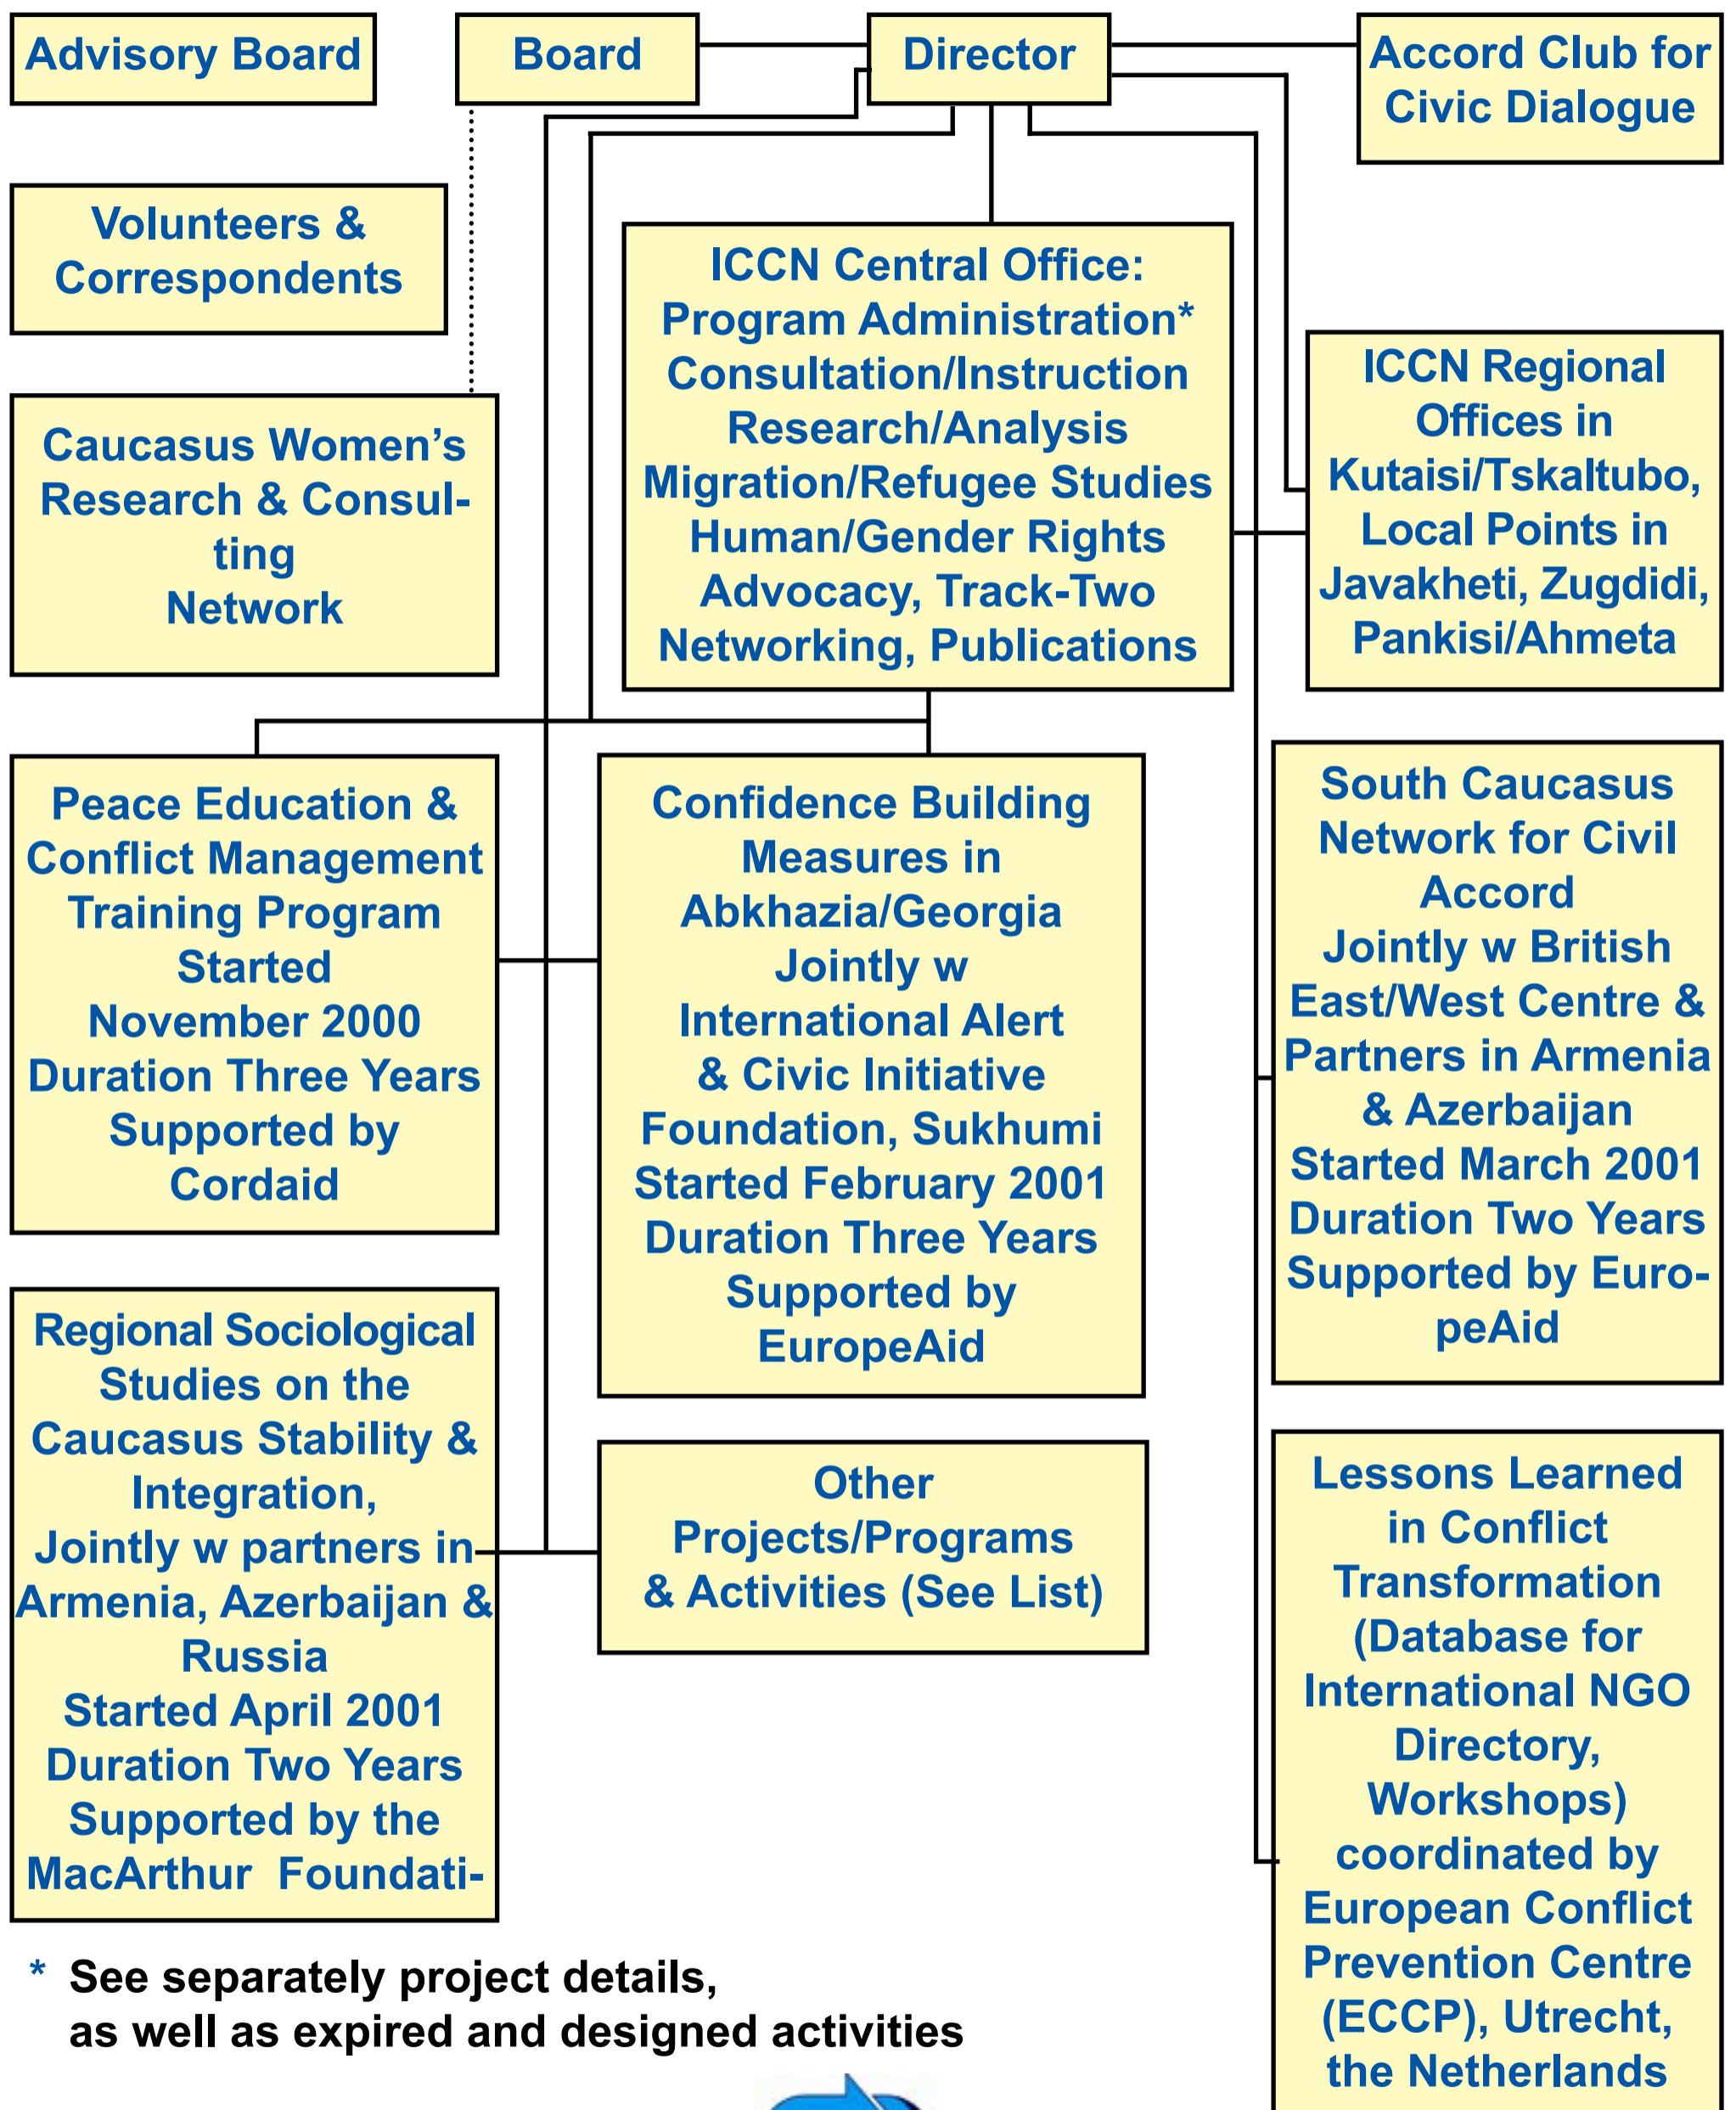 Advisory Board
Board
Director
Accord Club for
Civic Dialogue
Volunteers &
Correspondents
ICCN Central Office:
Program Administration*
Consultation/Instruction
Research/Analysis
Migration/Refugee Studies
Human/Gender Rights
Advocacy, Track-Two
Networking, Publications
ICCN Regional
Offices in
Kutaisi/Tskaltubo,
Local Points in
Javakheti, Zugdidi,
Pankisi/Ahmeta
Caucasus Women’s
Research & Consul-
ting
Network
Peace Education &
Conflict Management
Training Program
Started
November 2000
Duration Three Years
Supported by
Cordaid
Confidence Building
Measures in
Abkhazia/Georgia
Jointly w
International Alert
& Civic Initiative
Foundation, Sukhumi
Started February 2001
Duration Three Years
Supported by
EuropeAid
South Caucasus
Network for Civil
Accord
Jointly w British
East/West Centre &
Partners in Armenia
& Azerbaijan
Started March 2001
Duration Two Years
Supported by Euro-
peAid
Regional Sociological
Studies on the
Caucasus Stability &
Integration,
Jointly w partners in
Armenia, Azerbaijan &
Russia
Started April 2001
Duration Two Years
Supported by the
MacArthur Foundati-
Other
Projects/Programs
& Activities (See List)
Lessons Learned
in Conflict
Transformation
(Database for
International NGO
Directory,
Workshops)
coordinated by
European Conflict
Prevention Centre
(ECCP), Utrecht,
the Netherlands
* See separately project details,
as well as expired and designed activities